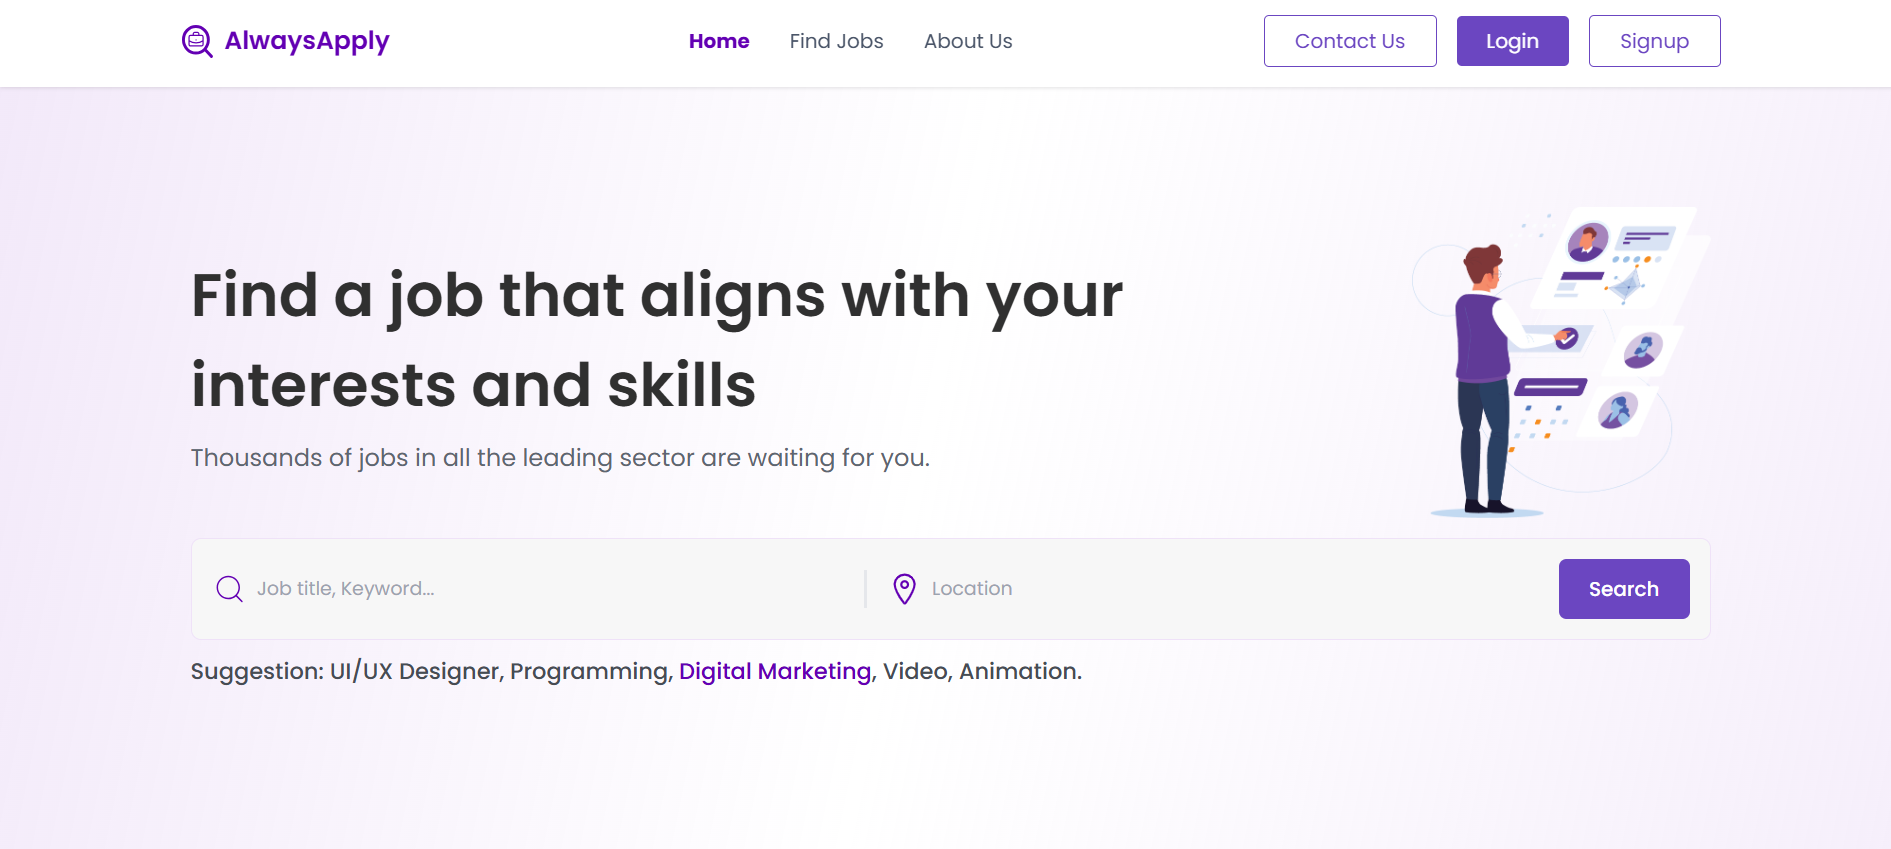 AlwaysApply
Home
Find Jobs
About Us
Contact Us
Login
Signup
Find a job that aligns with your
interests and skills
Thousands of jobs in all the leading sector are waiting for you.
Job title, Keyword...
Location
Search
Suggestion: UI/UX Designer, Programming, Digital Marketing, Video, Animation.